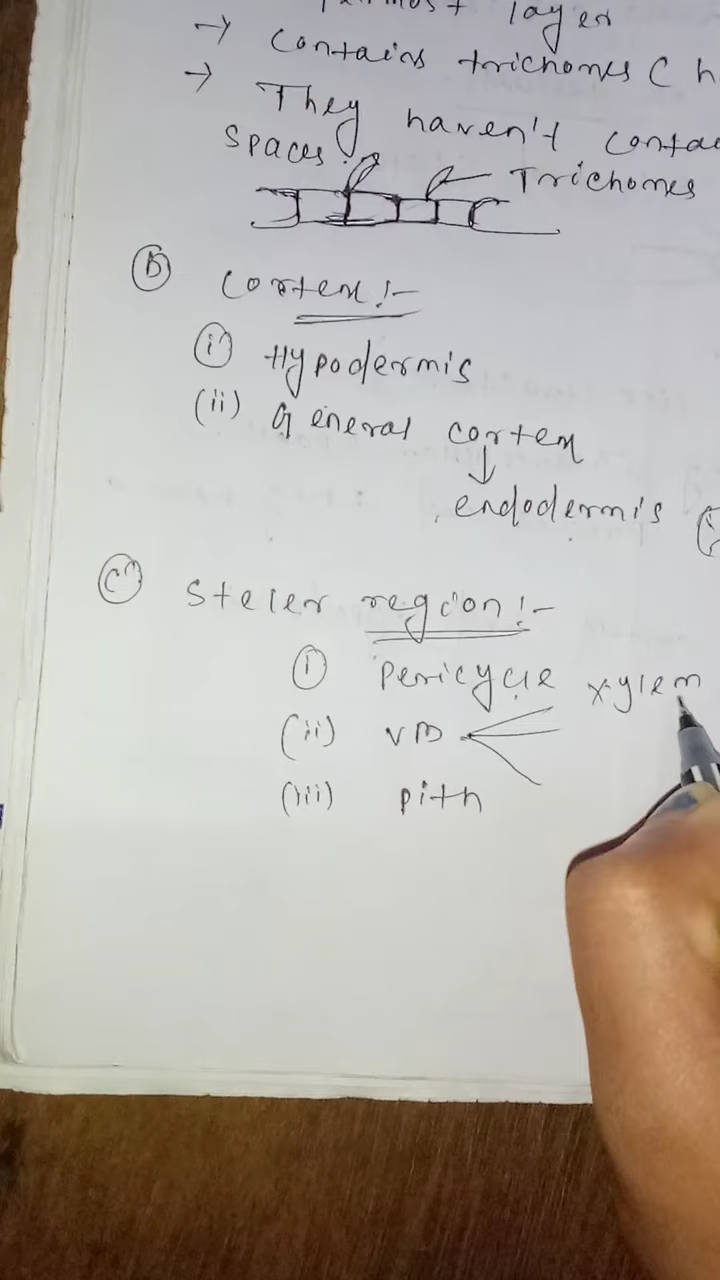 layer
→ contains trichomes (
→ They haven't
spaces.
Trichomes
(b) cortex!-
(i) Hypodermis
(ii) General cortex
↓
endodermis
(c) Steler region!-
(i) pericycle xylem
(ii) VB
(iii) pith